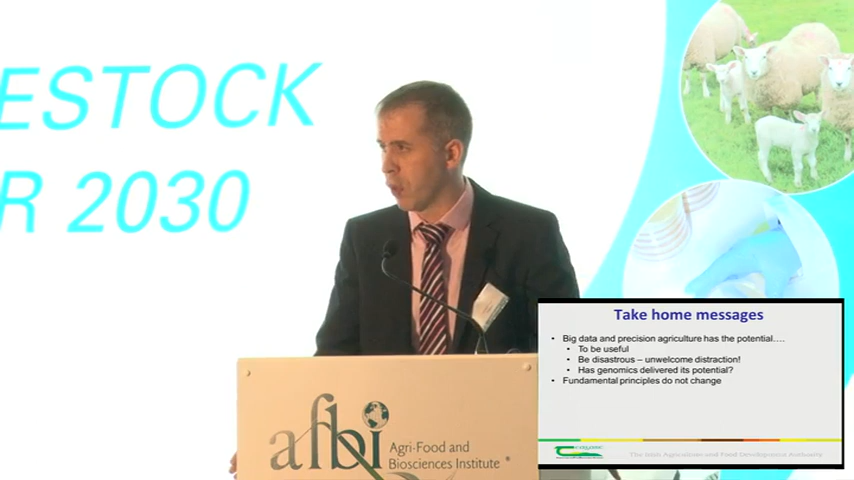 ESTOCK
R 2030
Take home messages
• Big data and precision agriculture has the potential….
• To be useful
• Be disastrous – unwelcome distraction!
• Has genomics delivered its potential?
• Fundamental principles do not change
The Irish Agriculture and Food Development Authority
afbi
Agri-Food and
Biosciences Institute